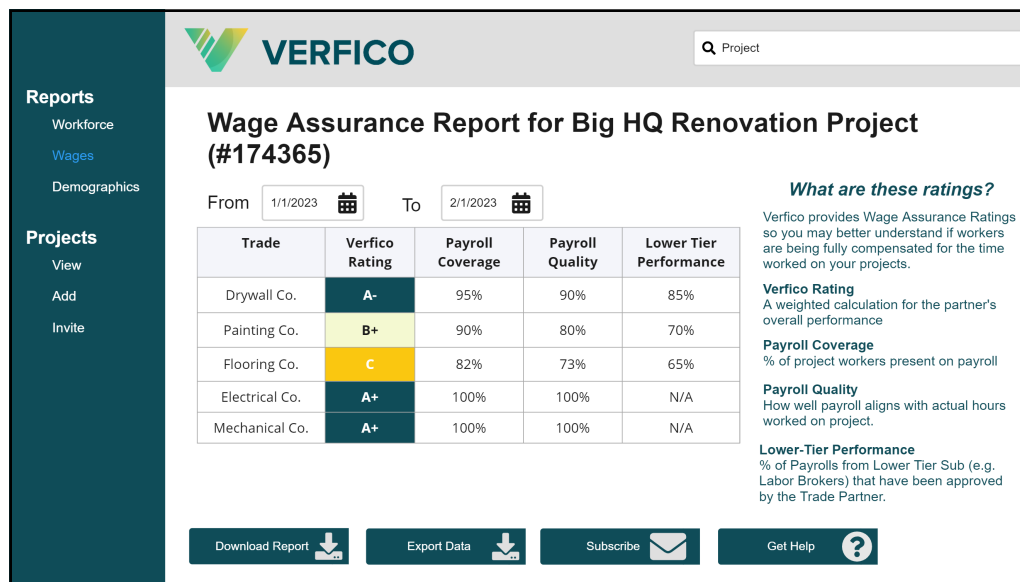 VERFICO
Project
Reports
Workforce
Wages
Demographics
Projects
View
Add
Invite
Wage Assurance Report for Big HQ Renovation Project
(#174365)
From 1/1/2023 To 2/1/2023
Trade Verfico Rating Payroll Coverage Payroll Quality Lower Tier Performance
Drywall Co. A- 95% 90% 85%
Painting Co. B+ 90% 80% 70%
Flooring Co. C 82% 73% 65%
Electrical Co. A+ 100% 100% N/A
Mechanical Co. A+ 100% 100% N/A
What are these ratings?
Verfico provides Wage Assurance Ratings
so you may better understand if workers
are being fully compensated for the time
worked on your projects.
Verfico Rating
A weighted calculation for the partner's
overall performance
Payroll Coverage
% of project workers present on payroll
Payroll Quality
How well payroll aligns with actual hours
worked on project.
Lower-Tier Performance
% of Payrolls from Lower Tier Sub (e.g.
Labor Brokers) that have been approved
by the Trade Partner.
Download Report
Export Data
Subscribe
Get Help ?